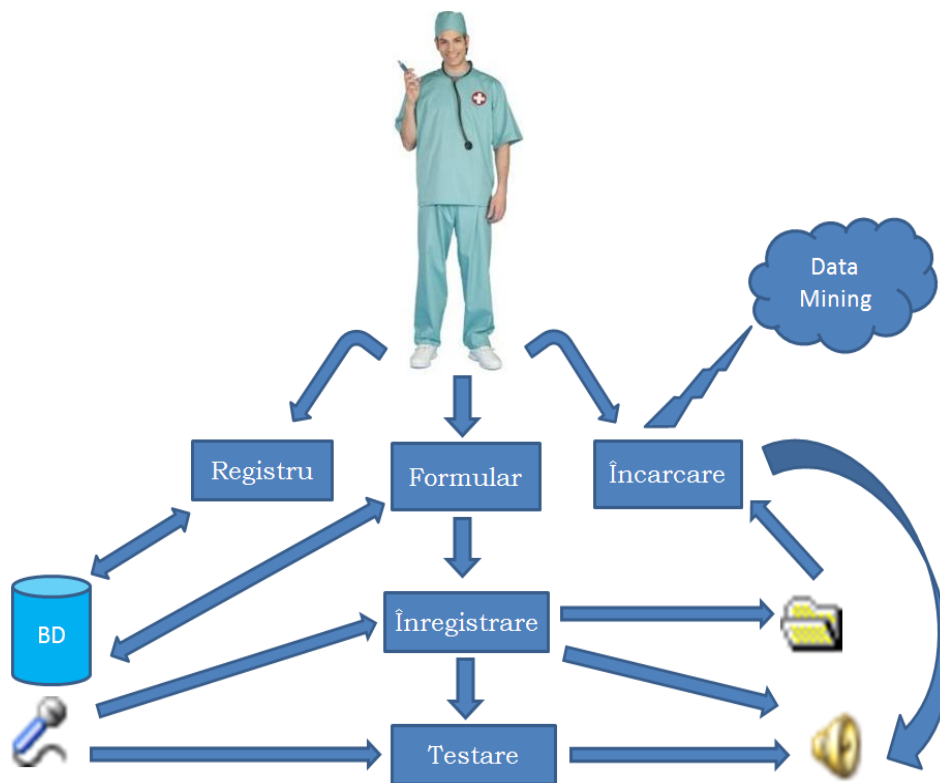 Data
Mining
Registru
Formular
Încarcare
BD
Înregistrare
Testare